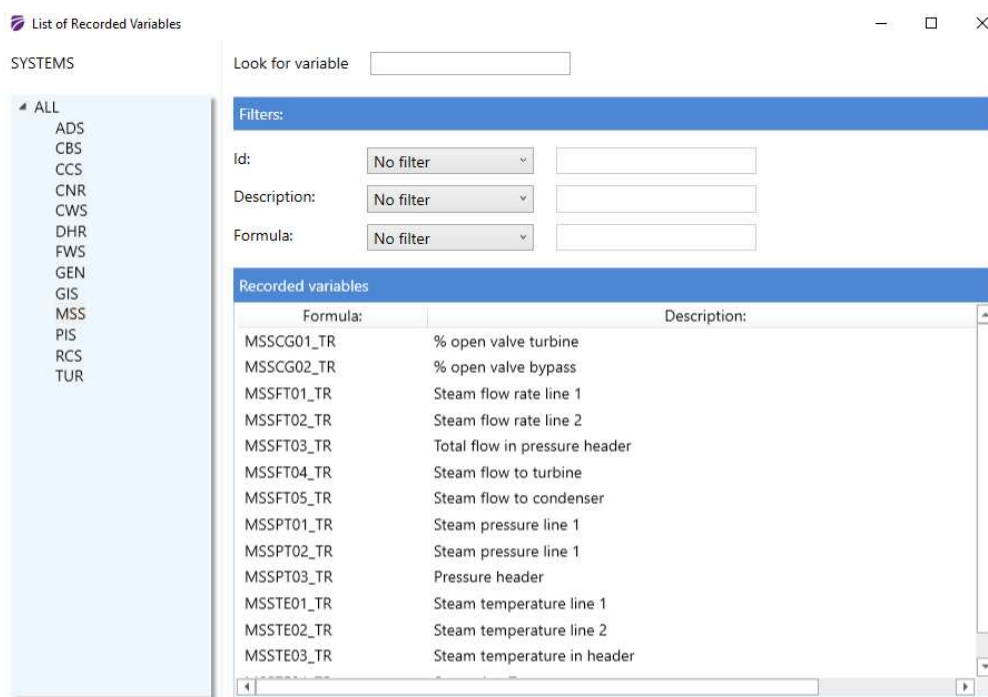 List of Recorded Variables
SYSTEMS
ALL
ADS
CBS
CCS
CNR
CWS
DHR
FWS
GEN
GIS
MSS
PIS
RCS
TUR
Look for variable
Filters:
Id: No filter
Description: No filter
Formula: No filter
Recorded variables
Formula: Description:
MSSCG01_TR % open valve turbine
MSSCG02_TR % open valve bypass
MSSFT01_TR Steam flow rate line 1
MSSFT02_TR Steam flow rate line 2
MSSFT03_TR Total flow in pressure header
MSSFT04_TR Steam flow to turbine
MSSFT05_TR Steam flow to condenser
MSSPT01_TR Steam pressure line 1
MSSPT02_TR Steam pressure line 1
MSSPT03_TR Pressure header
MSSTE01_TR Steam temperature line 1
MSSTE02_TR Steam temperature line 2
MSSTE03_TR Steam temperature in header